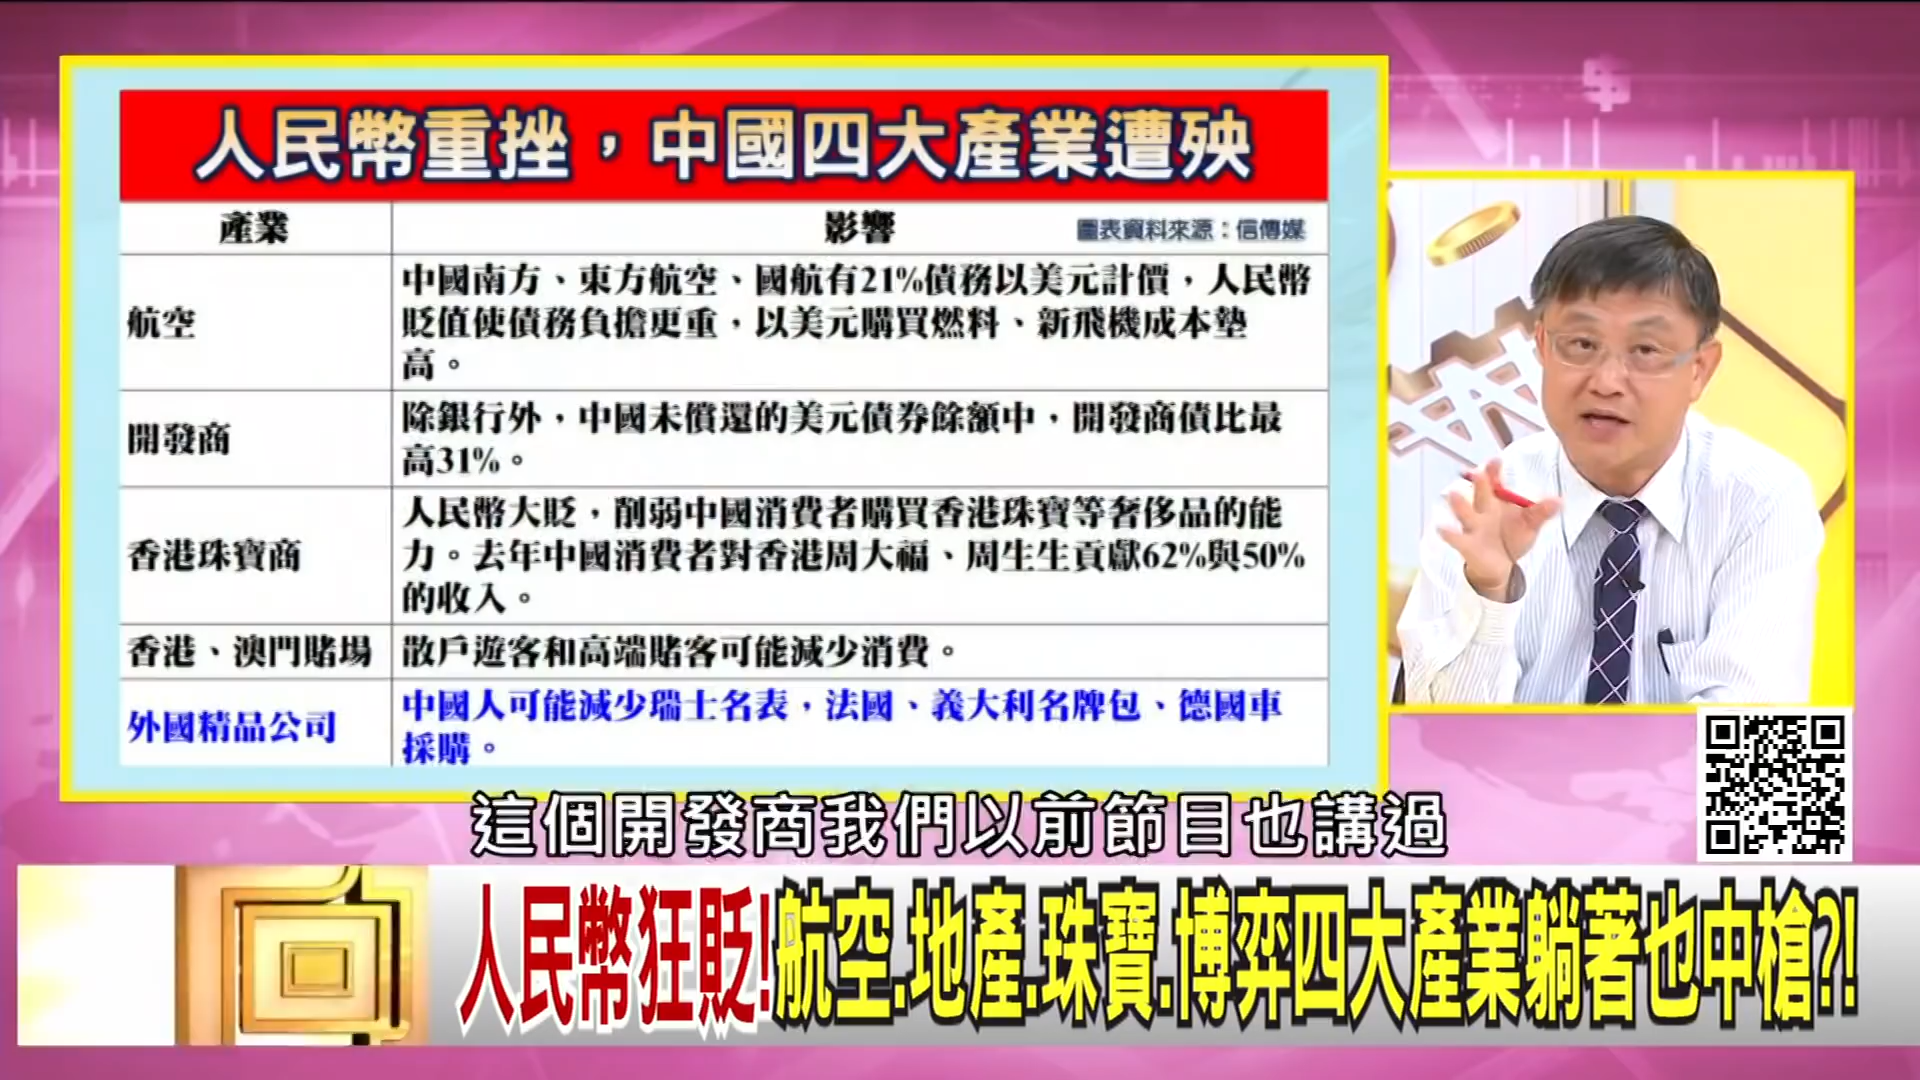 人民幣重挫，中國四大產業遭殃
產業
影響
圖表資料來源：信傳媒
航空
中國南方、東方航空、國航有21%債務以美元計價，人民幣
貶值使債務負擔更重，以美元購買燃料、新飛機成本墊
高。
開發商
除銀行外，中國未償還的美元債券餘額中，開發商債比最
高31%。
香港珠寶商
人民幣大貶，削弱中國消費者購買香港珠寶等奢侈品的能
力。去年中國消費者對香港周大福、周生生貢獻62%與50%
的收入。
香港、澳門賭場
散戶遊客和高端賭客可能減少消費。
外國精品公司
中國人可能減少瑞士名表，法國、義大利名牌包、德國車
採購。
這個開發商我們以前節目也講過
人民幣狂貶!航空.地產.珠寶.博弈四大產業躺著也中槍?!